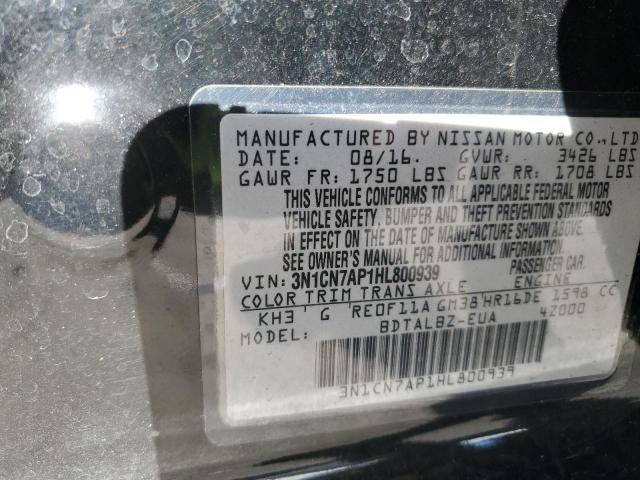 MANUFACTURED BY NISSAN MOTOR CO., LTD
DATE: 08/16. GVWR: 3426 LBS
GAWR FR: 1750 LBS GAWR RR: 1708 LBS
THIS VEHICLE CONFORMS TO ALL APPLICABLE FEDERAL MOTOR
VEHICLE SAFETY, BUMPER AND THEFT PREVENTION STANDARDS
IN EFFECT ON THE DATE OF MANUFACTURE SHOWN ABOVE.
SEE OWNER'S MANUAL FOR ADDITIONAL INFORMATION.
VIN: 3N1CN7AP1HL800939 PASSENGER CAR.
COLOR TRIM TRANS AXLE ENGINE
KH3 G RE0F11A GM38 HR16DE 1598 CC
MODEL: BDTALBZ-EUA 4Z000
3N1CN7AP1HL800939